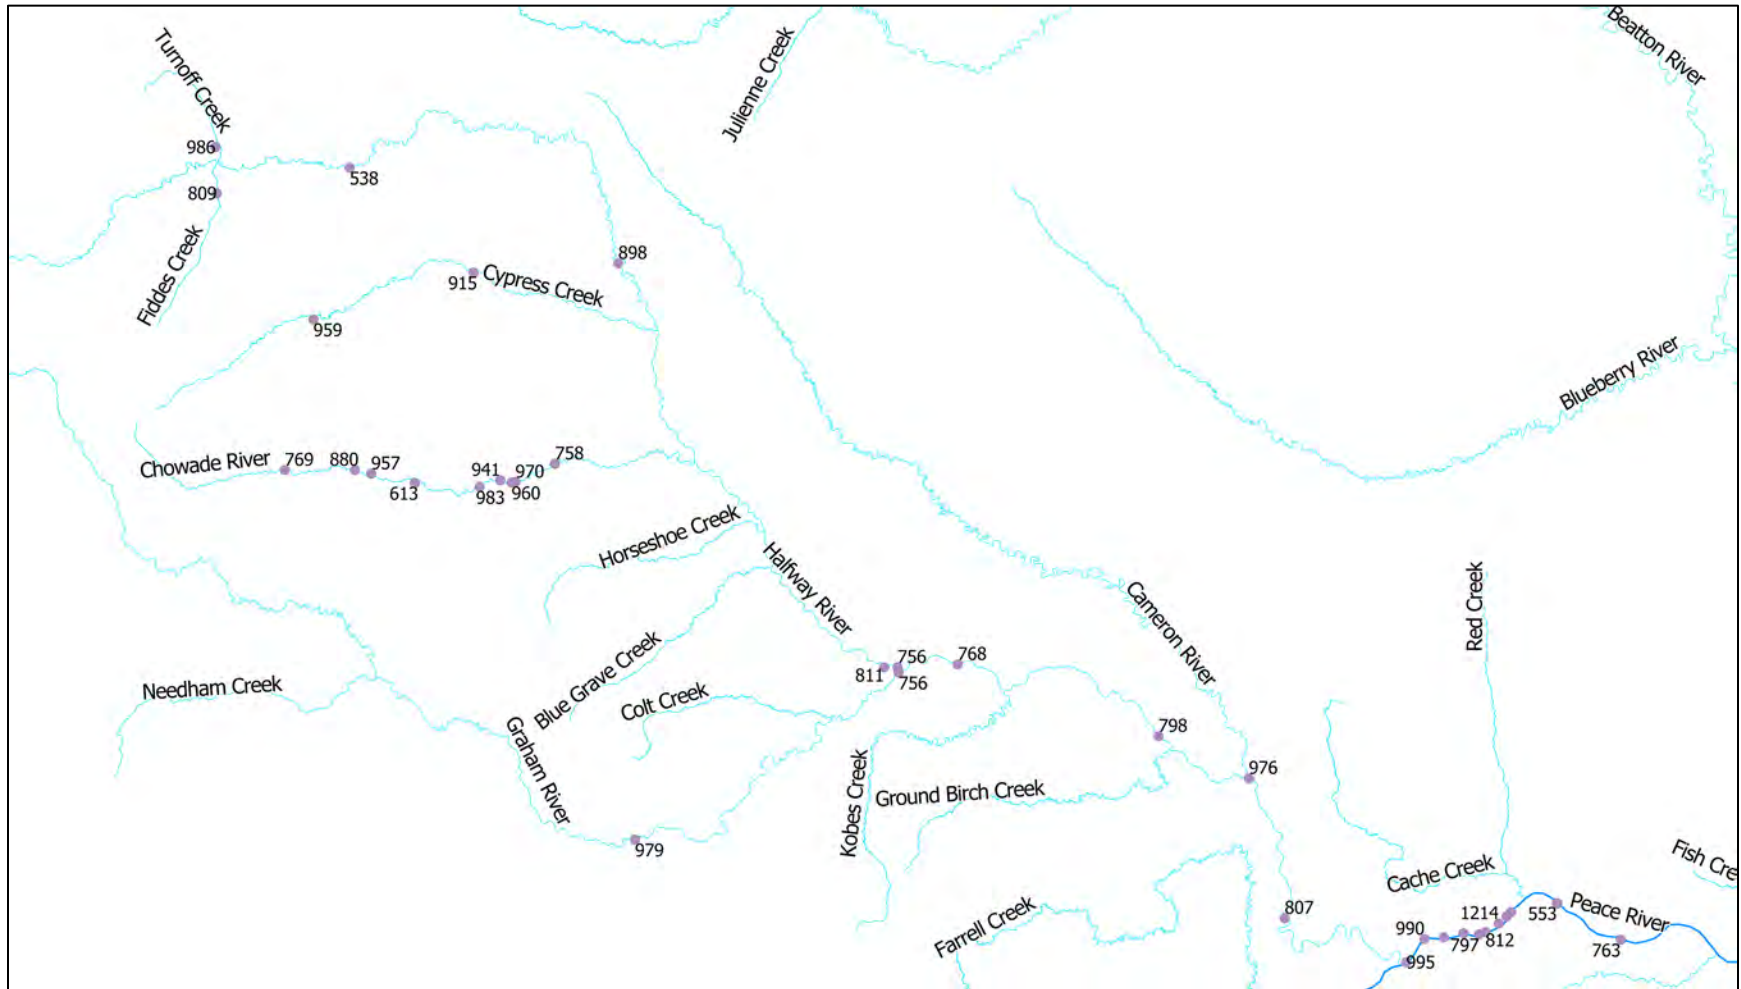 Beatton River
Turnoff Creek
Julienne Creek
986
538
809
Fiddes Creek
898
915
Cypress Creek
959
Blueberry River
Chowade River
769
880
957
613
941
983
970
960
758
Horseshoe Creek
Halfway River
Cameron River
Red Creek
Blue Grave Creek
756
768
811
756
Needham Creek
Colt Creek
Graham River
798
976
Kobes Creek
Ground Birch Creek
979
Fish Cre
Cache Creek
Farrell Creek
807
1214
553
Peace River
990
797
812
763
995